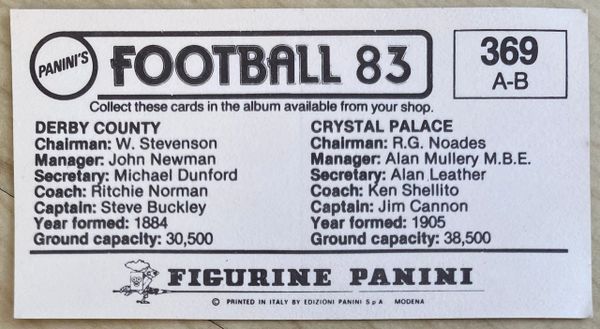 PANINI'S
FOOTBALL 83
369
A-B
Collect these cards in the album available from your shop.
DERBY COUNTY
Chairman: W. Stevenson
Manager: John Newman
Secretary: Michael Dunford
Coach: Ritchie Norman
Captain: Steve Buckley
Year formed: 1884
Ground capacity: 30,500
CRYSTAL PALACE
Chairman: R.G. Noades
Manager: Alan Mullery M.B.E.
Secretary: Alan Leather
Coach: Ken Shellito
Captain: Jim Cannon
Year formed: 1905
Ground capacity: 38,500
FIGURINE PANINI
© PRINTED IN ITALY BY EDIZIONI PANINI S.p.A. MODENA